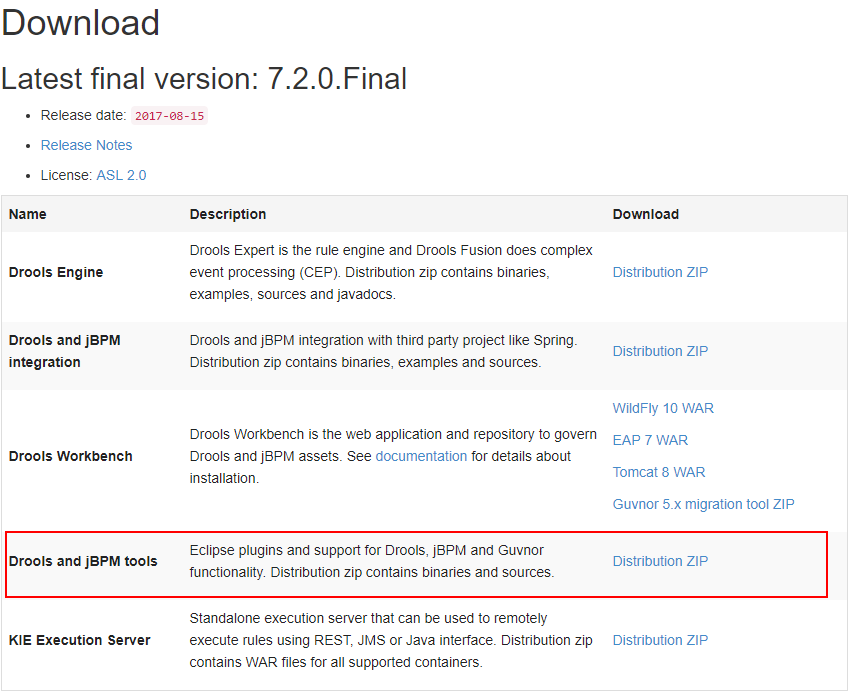 Download
Latest final version: 7.2.0.Final
Release date: 2017-08-15
Release Notes
License: ASL 2.0
Name Description Download
Drools Engine
Drools Expert is the rule engine and Drools Fusion does complex
event processing (CEP). Distribution zip contains binaries,
examples, sources and javadocs.
Distribution ZIP
Drools and jBPM
integration
Drools and jBPM integration with third party project like Spring.
Distribution zip contains binaries, examples and sources.
Distribution ZIP
Drools Workbench
Drools Workbench is the web application and repository to govern
Drools and jBPM assets. See documentation for details about
installation.
WildFly 10 WAR
EAP 7 WAR
Tomcat 8 WAR
Guvnor 5.x migration tool ZIP
Drools and jBPM tools
Eclipse plugins and support for Drools, jBPM and Guvnor
functionality. Distribution zip contains binaries and sources.
Distribution ZIP
KIE Execution Server
Standalone execution server that can be used to remotely
execute rules using REST, JMS or Java interface. Distribution zip
contains WAR files for all supported containers.
Distribution ZIP